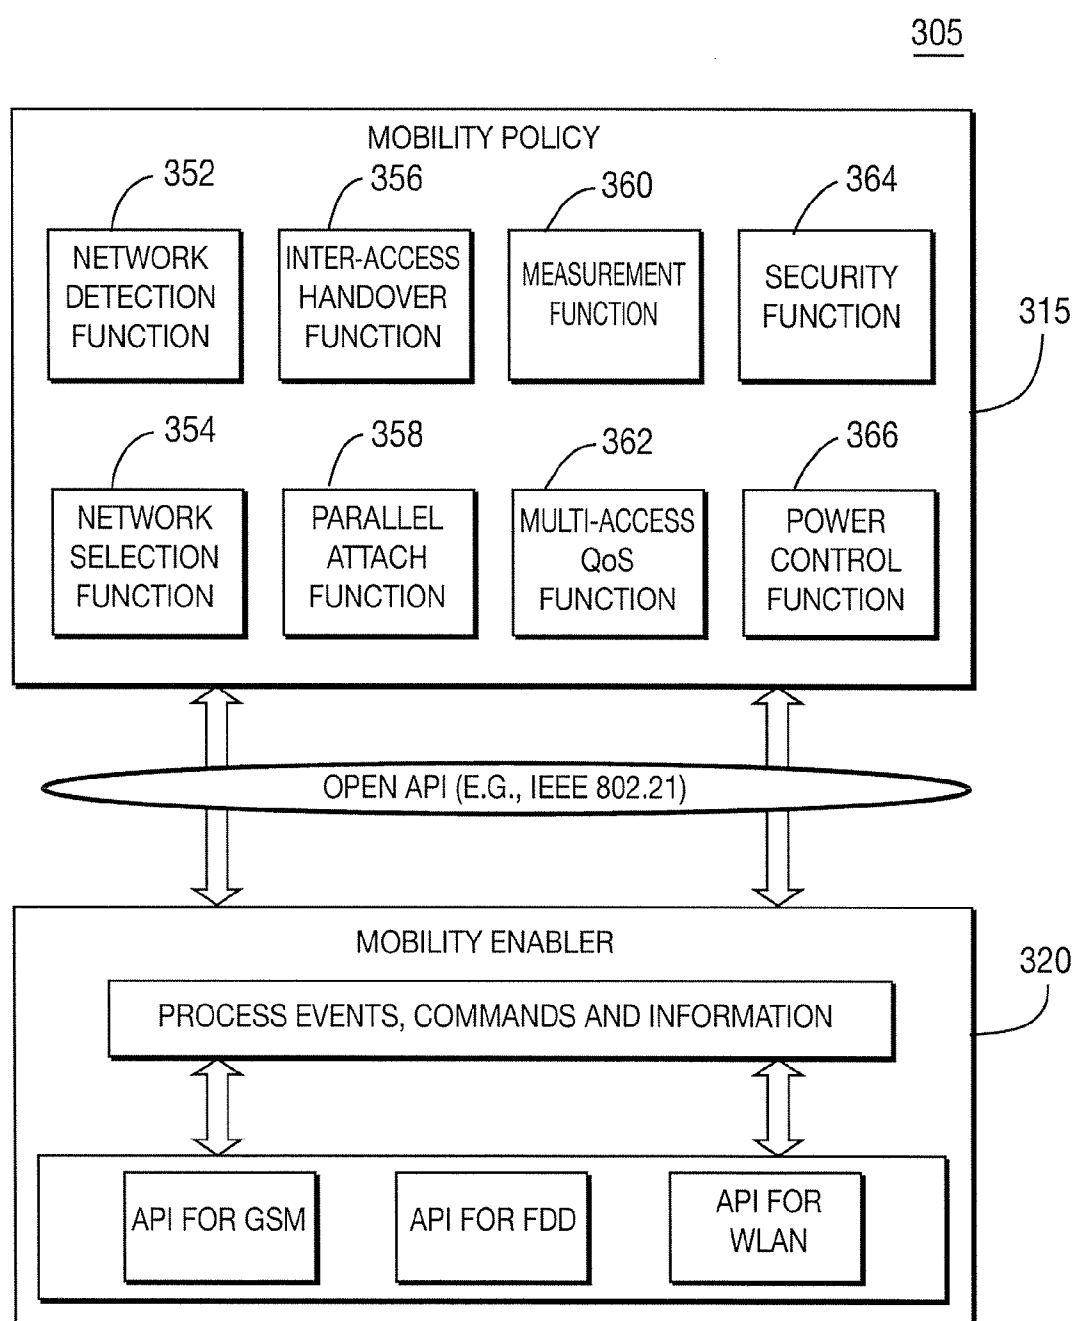 305
MOBILITY POLICY
352
356
360
364
NETWORK
DETECTION
FUNCTION
INTER-ACCESS
HANDOVER
FUNCTION
MEASUREMENT
FUNCTION
SECURITY
FUNCTION
315
354
358
362
366
NETWORK
SELECTION
FUNCTION
PARALLEL
ATTACH
FUNCTION
MULTI-ACCESS
QoS
FUNCTION
POWER
CONTROL
FUNCTION
OPEN API (E.G., IEEE 802.21)
MOBILITY ENABLER
320
PROCESS EVENTS, COMMANDS AND INFORMATION
API FOR GSM
API FOR FDD
API FOR
WLAN